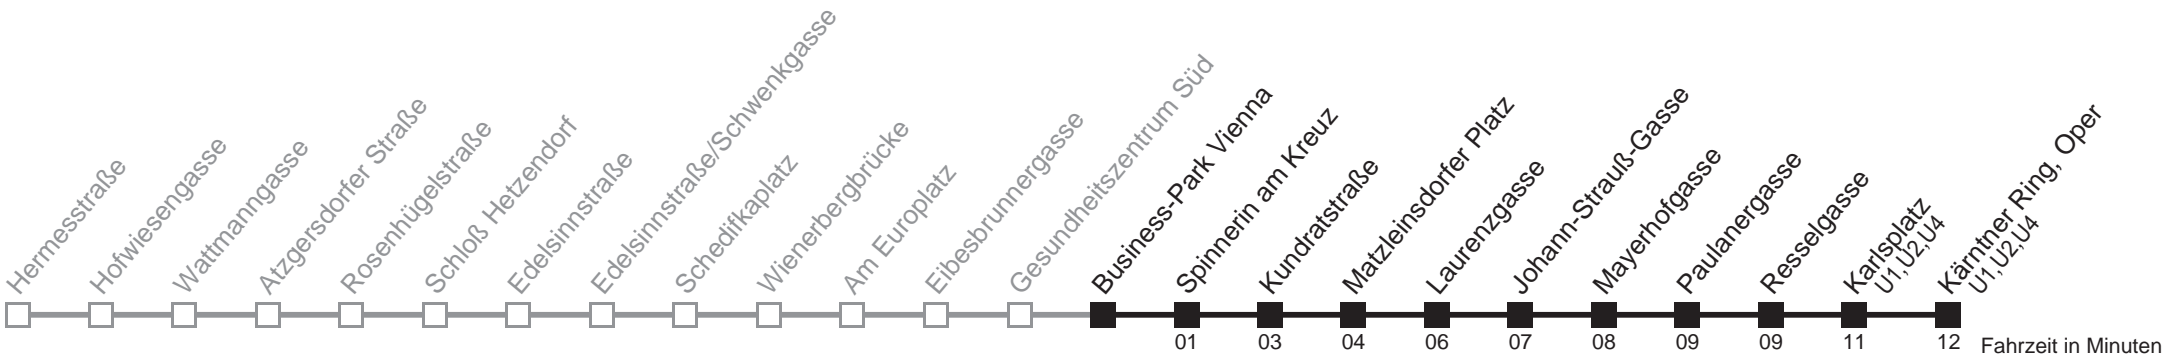 Hermesstraße
Hofwiesengasse
Wattmanngasse
Atzgersdorfer Straße
Rosenhügelstraße
Schloß Hetzendorf
Edelsinnstraße
Edelsinnstraße/Schwenkgasse
Schedifkaplatz
Wienerbergbrücke
Am Europlatz
Eibesbrunnergasse
Gesundheitszentrum Süd
Business-Park Vienna
Spinnerin am Kreuz
Kundratstraße
Matzleinsdorfer Platz
Laurenzgasse
Johann-Strauß-Gasse
Mayerhofgasse
Paulanergasse
Resselgasse
Karlsplatz
U1,U2,U4
Kärntner Ring, Oper
U1,U2,U4
01 03 04 06 07 08 09 09 11 12 Fahrzeit in Minuten